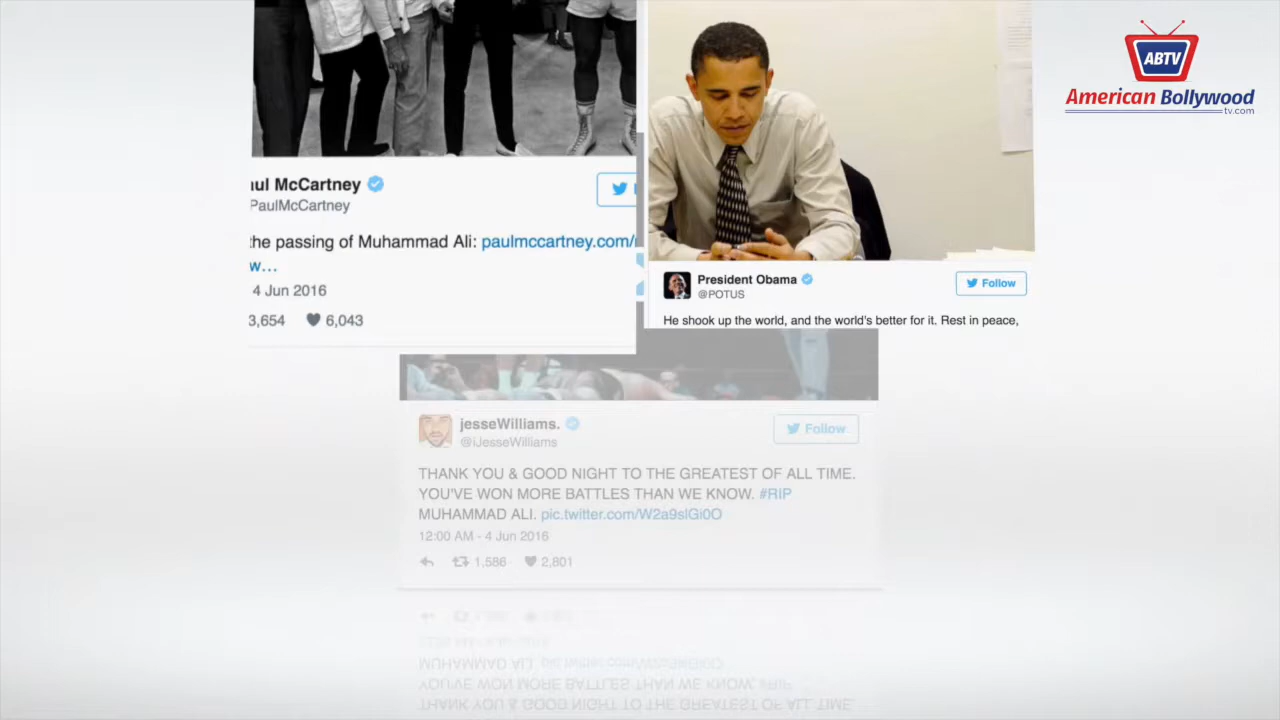 ABTV
American Bollywood
tv.com
ul McCartney
PaulMcCartney
the passing of Muhammad Ali: paulmccartney.com/
w…
4 Jun 2016
3,654 6,043
President Obama
@POTUS
Follow
He shook up the world, and the world's better for it. Rest in peace,
jesseWilliams.
@iJesseWilliams
Follow
THANK YOU & GOOD NIGHT TO THE GREATEST OF ALL TIME.
YOU'VE WON MORE BATTLES THAN WE KNOW. #RIP
MUHAMMAD ALI. pic.twitter.com/W2a9slGi0O
12:00 AM - 4 Jun 2016
1,586 2,801